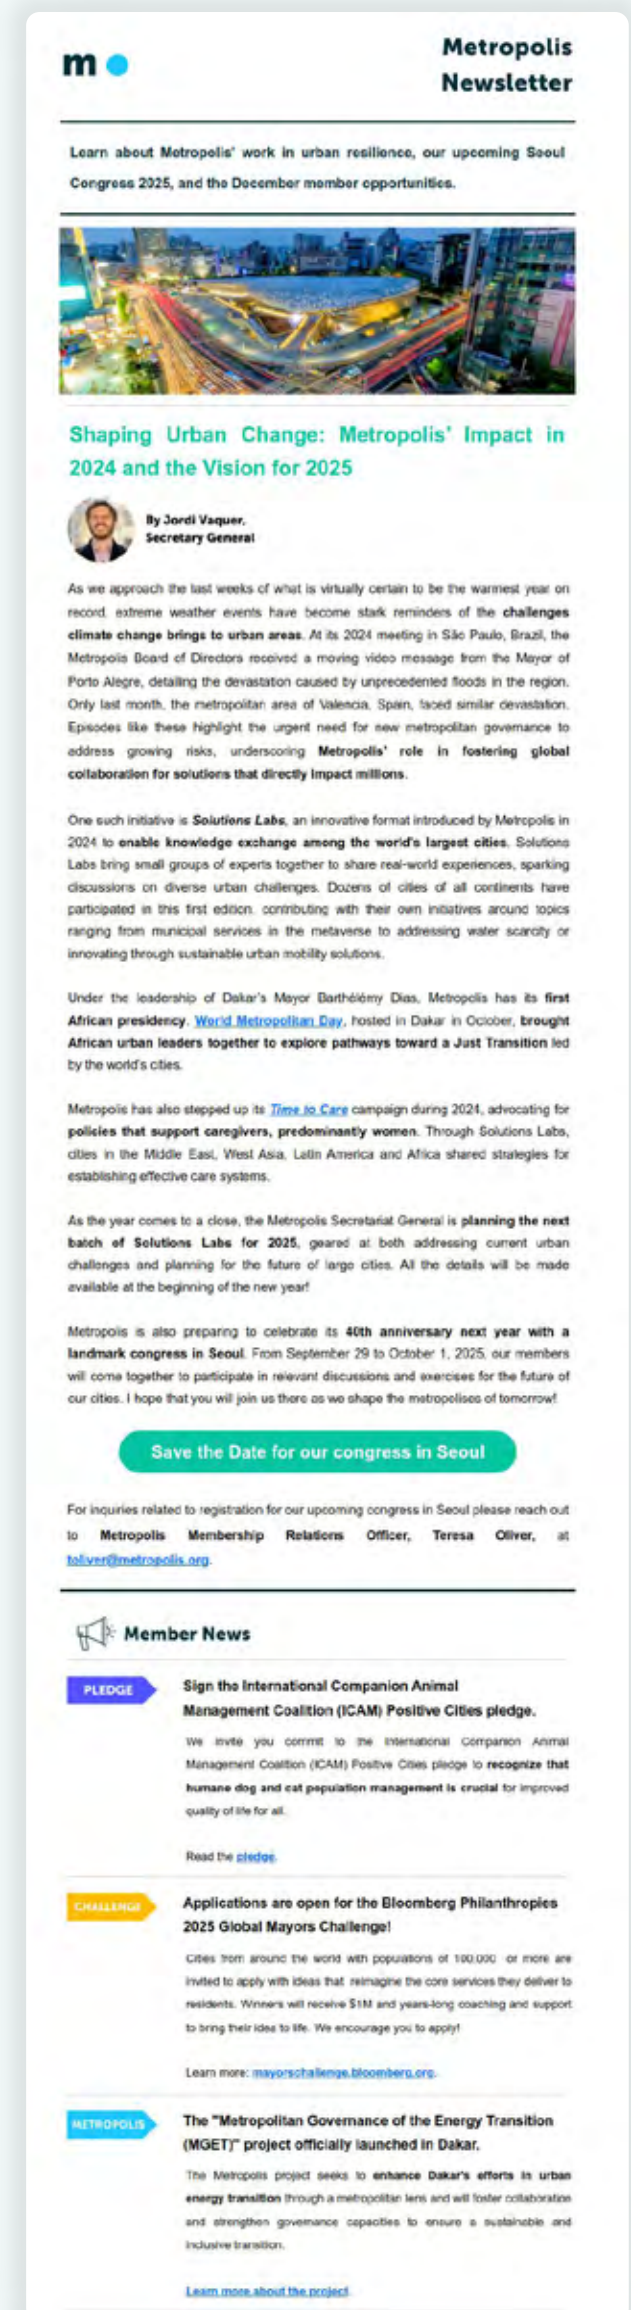 m
Metropolis
Newsletter
Learn about Metropolis' work in urban resilience, our upcoming Seoul
Congress 2025, and the December member opportunities.
Shaping Urban Change: Metropolis' Impact in
2024 and the Vision for 2025
By Jordi Vaquer,
Secretary General
As we approach the last weeks of what is virtually certain to be the warmest year on
record, extreme weather events have become stark reminders of the challenges
climate change brings to urban areas. At its 2024 meeting in São Paulo, Brazil, the
Metropolis Board of Directors received a moving video message from the Mayor of
Porto Alegre, detailing the devastation caused by unprecedented floods in the region.
Only last month, the metropolitan area of Valencia, Spain, faced similar devastation.
Episodes like these highlight the urgent need for new metropolitan governance to
address growing risks, underscoring Metropolis' role in fostering global
collaboration for solutions that directly impact millions.
One such initiative is Solutions Labs, an innovative format introduced by Metropolis in
2024 to enable knowledge exchange among the world's largest cities. Solutions
Labs bring small groups of experts together to share real-world experiences, sparking
discussions on diverse urban challenges. Dozens of cities of all continents have
participated in this first edition, contributing with their own initiatives around topics
ranging from municipal services in the metaverse to addressing water scarcity or
innovating through sustainable urban mobility solutions.
Under the leadership of Dakar's Mayor Barthélémy Dias, Metropolis has its first
African presidency. World Metropolitan Day, hosted in Dakar in October, brought
African urban leaders together to explore pathways toward a Just Transition led
by the world's cities.
Metropolis has also stepped up its Time to Care campaign during 2024, advocating for
policies that support caregivers, predominantly women. Through Solutions Labs,
cities in the Middle East, West Asia, Latin America and Africa shared strategies for
establishing effective care systems.
As the year comes to a close, the Metropolis Secretariat General is planning the next
batch of Solutions Labs for 2025, geared at both addressing current urban
challenges and planning for the future of large cities. All the details will be made
available at the beginning of the new year!
Metropolis is also preparing to celebrate its 40th anniversary next year with a
landmark congress in Seoul. From September 29 to October 1, 2025, our members
will come together to participate in relevant discussions and exercises for the future of
our cities. I hope that you will join us there as we shape the metropolises of tomorrow!
Save the Date for our congress in Seoul
For inquiries related to registration for our upcoming congress in Seoul please reach out
to Metropolis Membership Relations Officer, Teresa Oliver, at
toliver@metropolis.org.
Member News
PLEDGE
Sign the International Companion Animal
Management Coalition (ICAM) Positive Cities pledge.
We invite you commit to the International Companion Animal
Management Coalition (ICAM) Positive Cities pledge to recognize that
humane dog and cat population management is crucial for improved
quality of life for all.
Read the pledge.
CHALLENGE
Applications are open for the Bloomberg Philanthropies
2025 Global Mayors Challenge!
Cities from around the world with populations of 100,000 or more are
invited to apply with ideas that reimagine the core services they deliver to
residents. Winners will receive $1M and years-long coaching and support
to bring their idea to life. We encourage you to apply!
Learn more: mayorschallenge.bloomberg.org.
METROPOLIS
The "Metropolitan Governance of the Energy Transition
(MGET)" project officially launched in Dakar.
The Metropolis project seeks to enhance Dakar's efforts in urban
energy transition through a metropolitan lens and will foster collaboration
and strengthen governance capacities to ensure a sustainable and
inclusive transition.
Learn more about the project